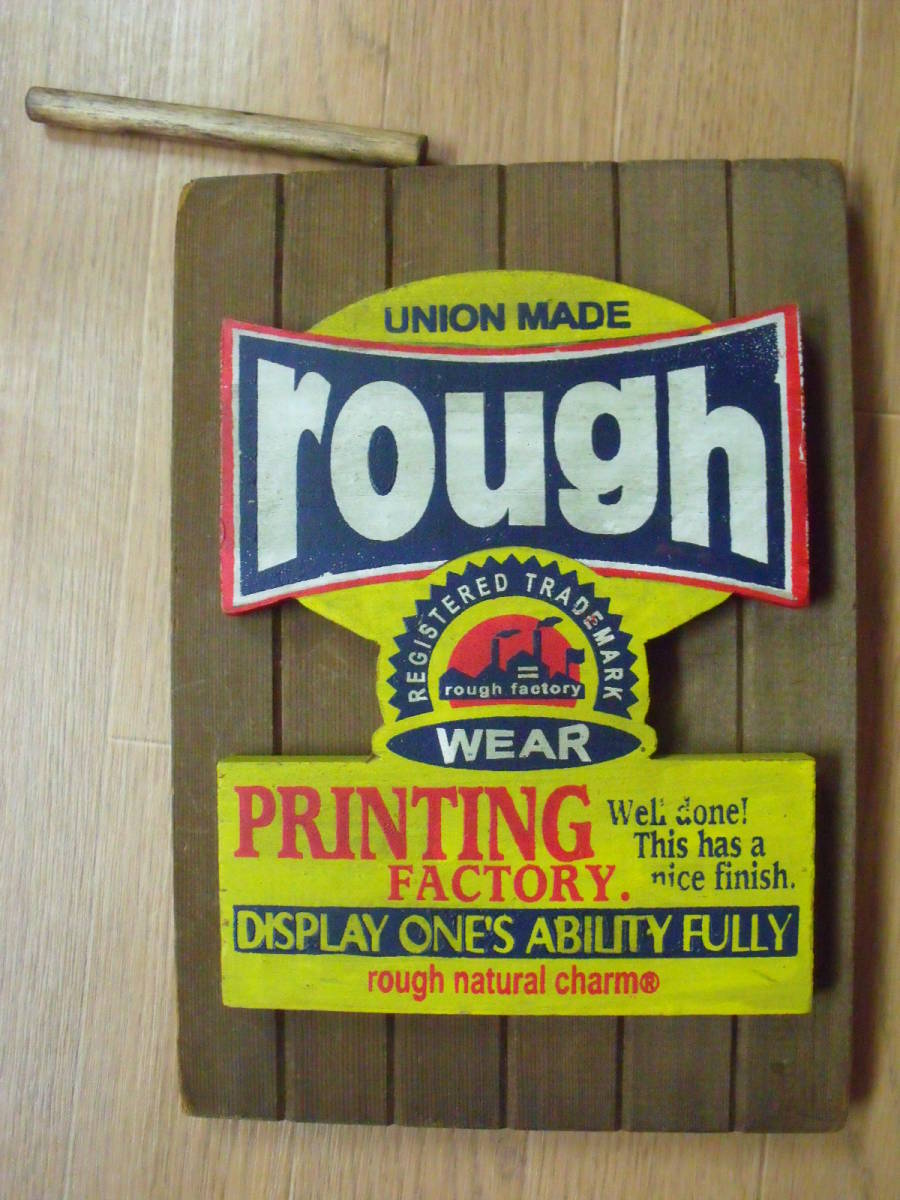 UNION MADE
rough
REGISTERED TRADEMARK
rough factory
WEAR
PRINTING
FACTORY.
Well done!
This has a
nice finish.
DISPLAY ONE'S ABILITY FULLY
rough natural charm®